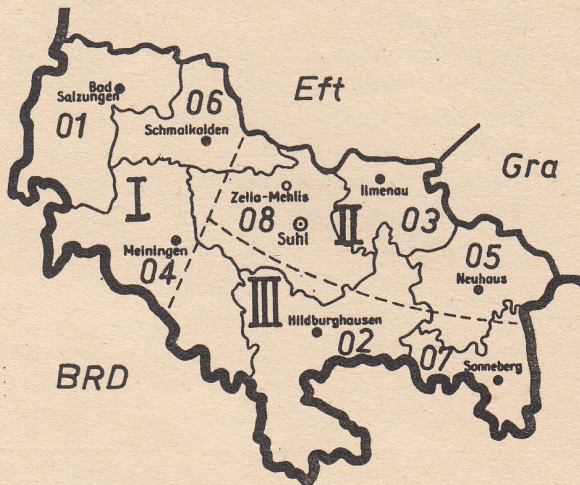 Eft
Bad
Salzungen
06
01
Schmalkalden
Gra
Zella-Mehlis
Ilmenau
I
08
II
03
Suhl
Meiningen
04
05
Neuhaus
III
Hildburghausen
02
07
BRD
Sonneberg